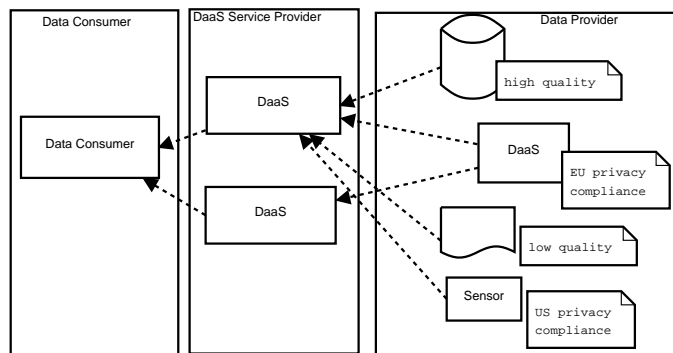 Data Consumer
DaaS Service Provider
Data Provider
high quality
DaaS
Data Consumer
DaaS
EU privacy
compliance
DaaS
low quality
Sensor
US privacy
compliance